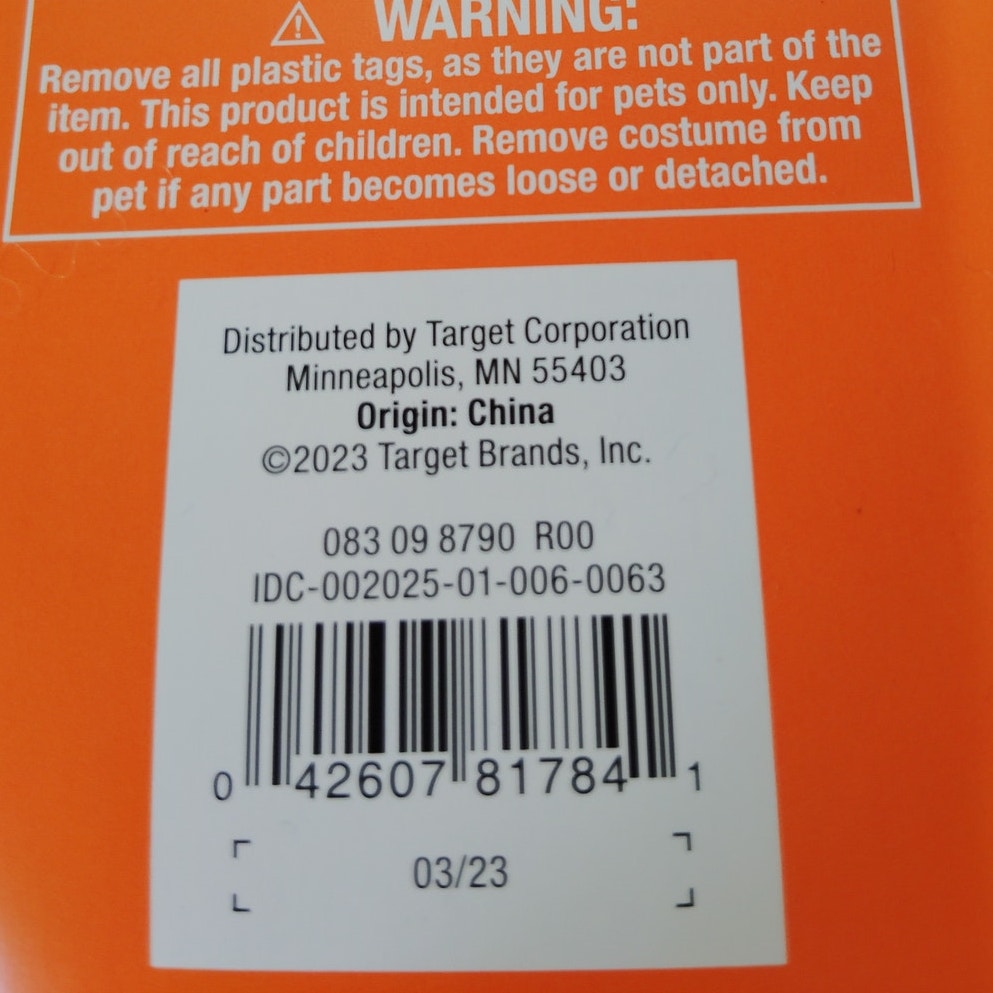 WARNING:
Remove all plastic tags, as they are not part of the
item. This product is intended for pets only. Keep
out of reach of children. Remove costume from
pet if any part becomes loose or detached.
Distributed by Target Corporation
Minneapolis, MN 55403
Origin: China
©2023 Target Brands, Inc.
083 09 8790 R00
IDC-002025-01-006-0063
0 42607 81784 1
03/23